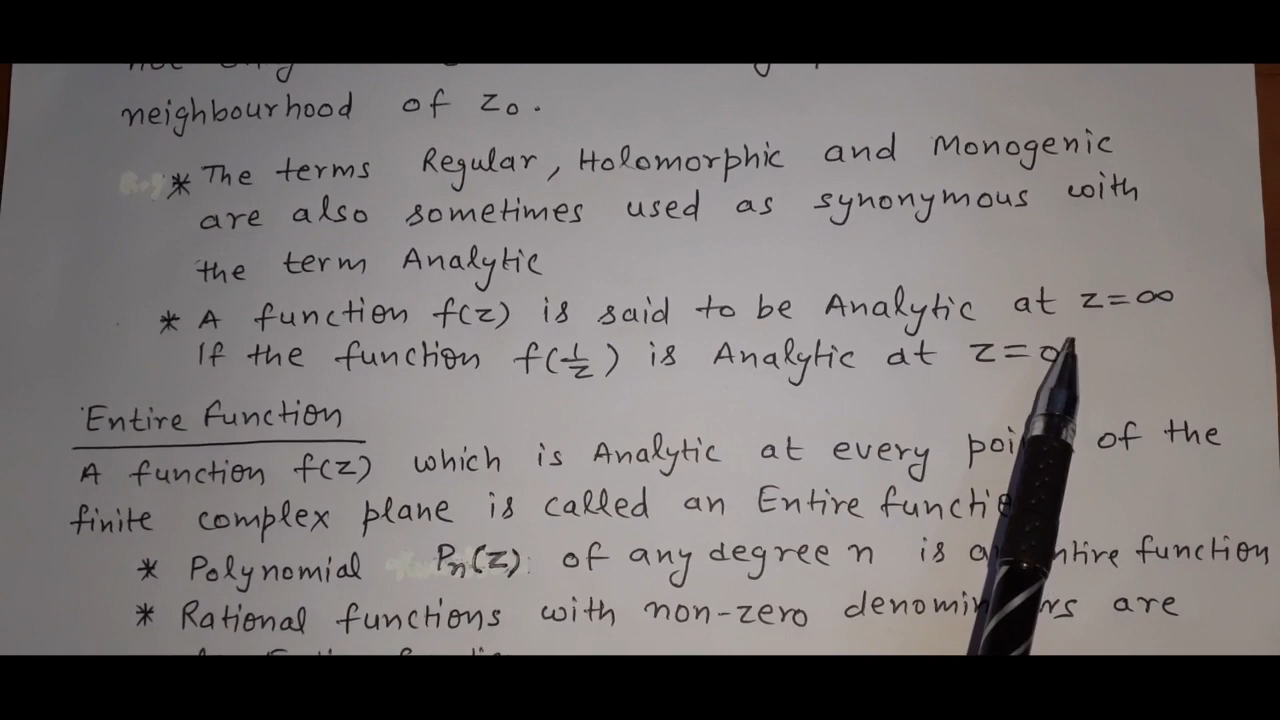 neighbourhood of z0.
* The terms Regular, Holomorphic and Monogenic
are also sometimes used as synonymous with
the term Analytic
* A function f(z) is said to be Analytic at z=∞
If the function f(1/z) is Analytic at z=0
Entire Function
A function f(z) which is Analytic at every of the
finite complex plane is called an Entire
* Polynomial Pn(z) of any degree n is function
* Rational functions with non-zero are